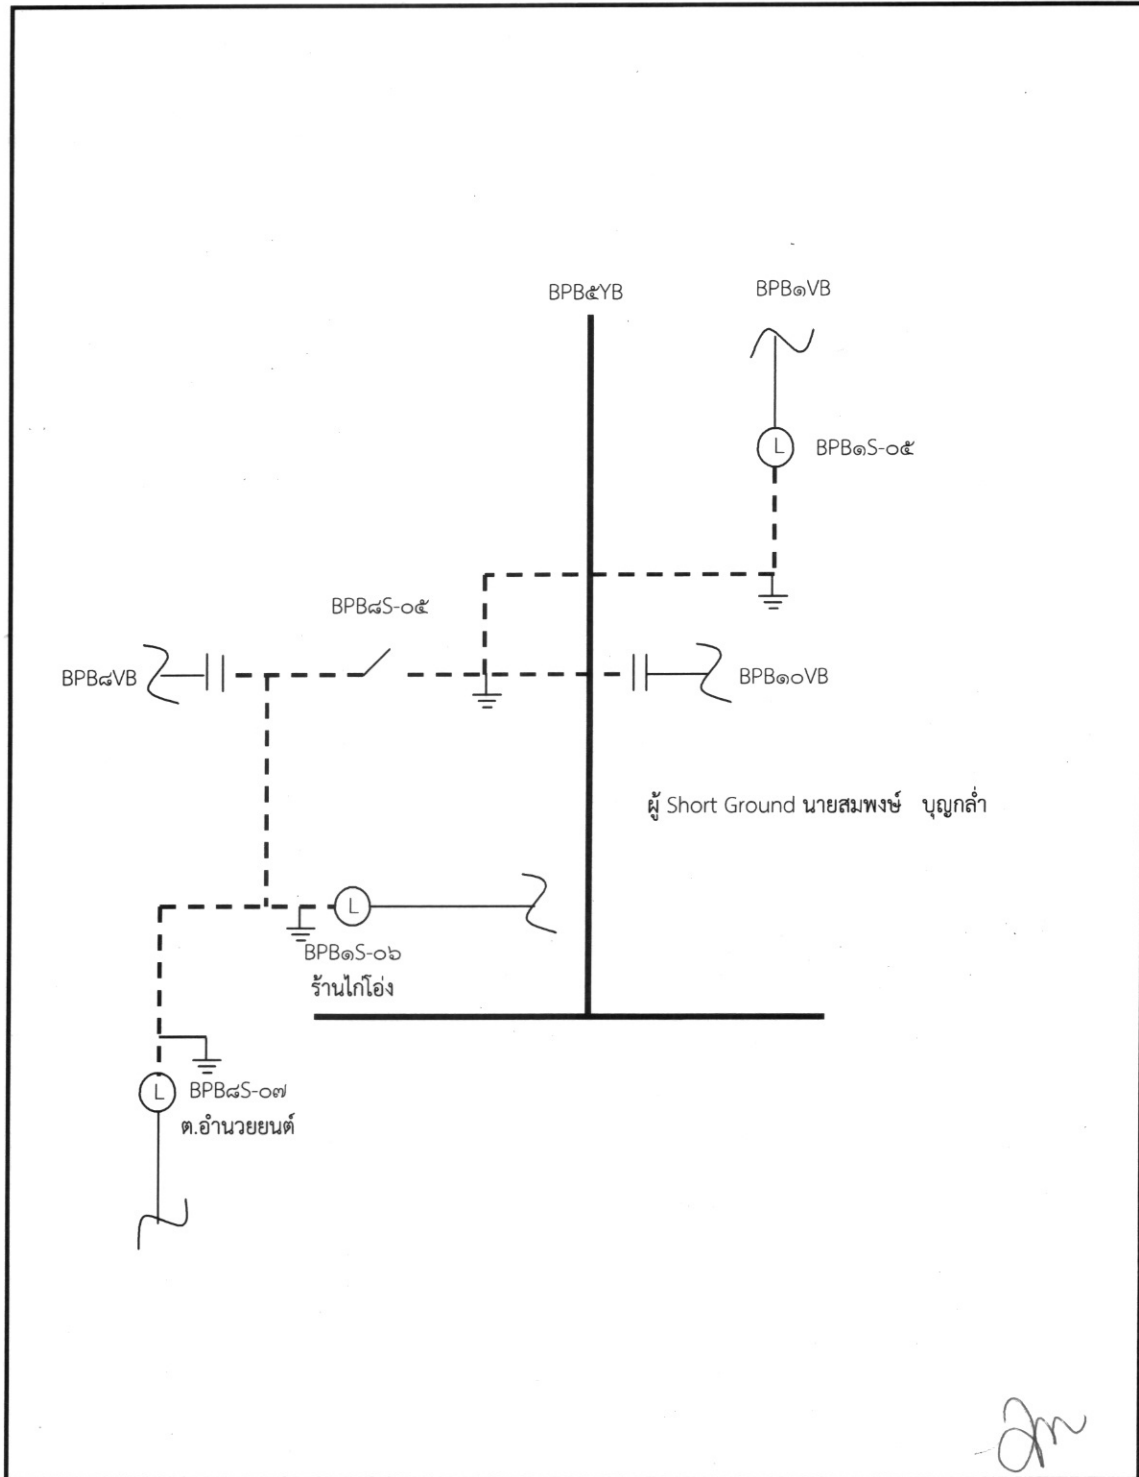 BPB๕YB
BPB๑VB
L
BPB๑S-๐๕
BPB๘S-๐๕
BPB๘VB
BPB๑๐VB
ผู้ Short Ground นายสมพงษ์ บุญกล่ำ
L
BPB๑S-๐๖
ร้านไก่โอ่ง
L
BPB๘S-๐๗
ต.อำนวยยนต์